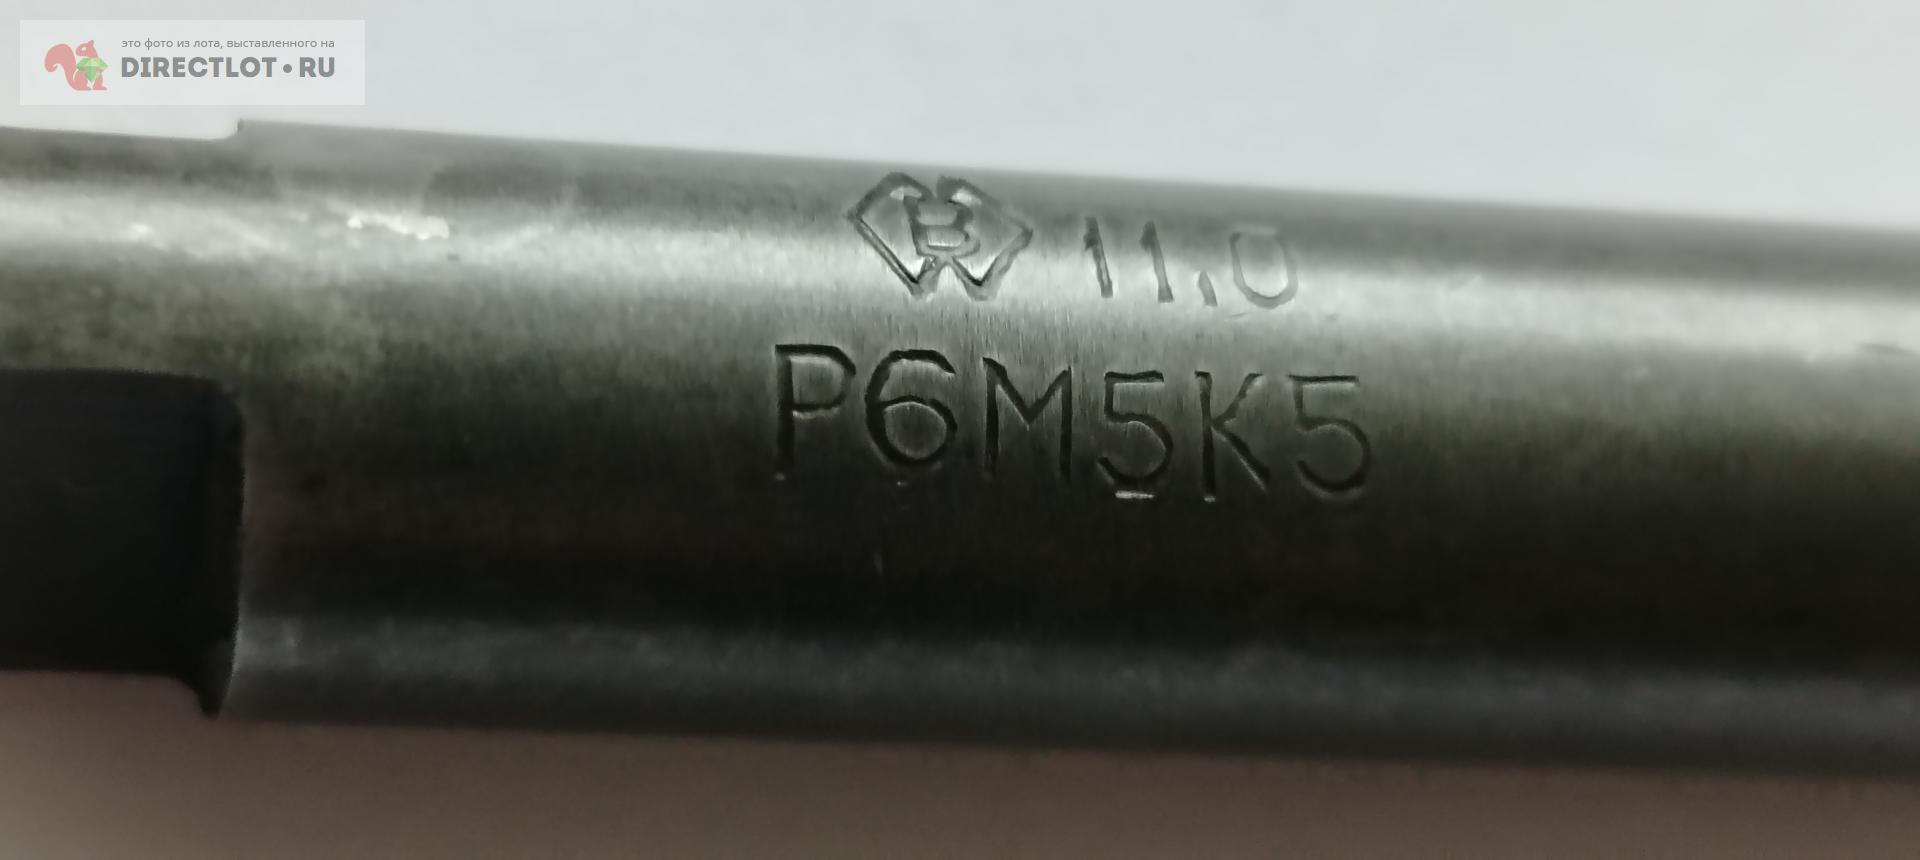 это фото из лота, выставленного на
DIRECTLOT•RU
В 11,0
Р6М5К5